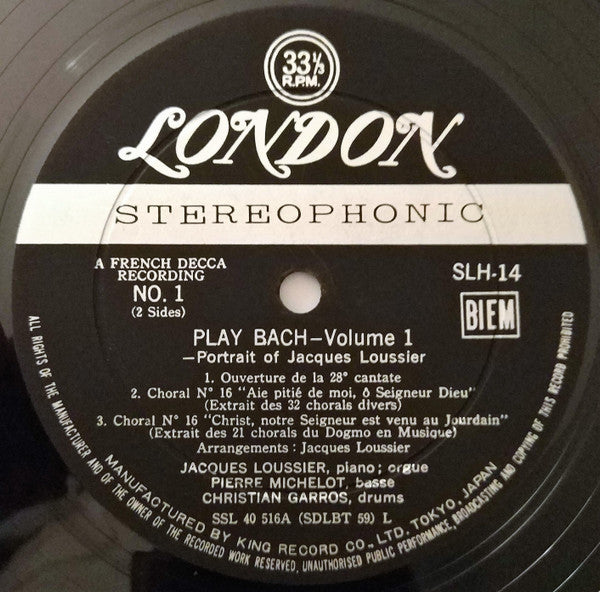 33⅓
R.P.M.
LONDON
STEREOPHONIC
A FRENCH DECCA
RECORDING
NO. 1
(2 Sides)
SLH-14
BIEM
PLAY BACH—Volume 1
—Portrait of Jacques Loussier
1. Ouverture de la 28° cantate
2. Choral N° 16 "Aie pitié de moi, ô Seigneur Dieu"
(Extrait des 32 chorals divers)
3. Choral N° 16 "Christ, notre Seigneur est venu au Jourdain"
(Extrait des 21 chorals du Dogmo en Musique)
Arrangements : Jacques Loussier
JACQUES LOUSSIER, piano ; orgue
PIERRE MICHELOT, basse
CHRISTIAN GARROS, drums
SSL 40 516A (SDLBT 59) L
MANUFACTURED BY KING RECORD CO., LTD. TOKYO, JAPAN
ALL RIGHTS OF THE MANUFACTURER AND OF THE OWNER OF THE RECORDED WORK RESERVED, UNAUTHORISED PUBLIC PERFORMANCE, BROADCASTING AND COPYING OF THIS RECORD PROHIBITED